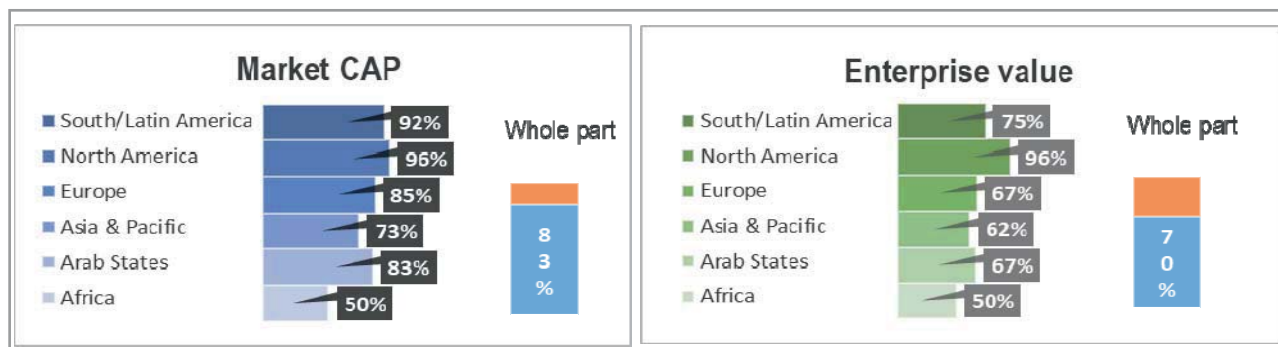 Market CAP
South/Latin America 92%
North America 96%
Europe 85%
Asia & Pacific 73%
Arab States 83%
Africa 50%
Whole part
8
3
%
Enterprise value
South/Latin America 75%
North America 96%
Europe 67%
Asia & Pacific 62%
Arab States 67%
Africa 50%
Whole part
7
0
%